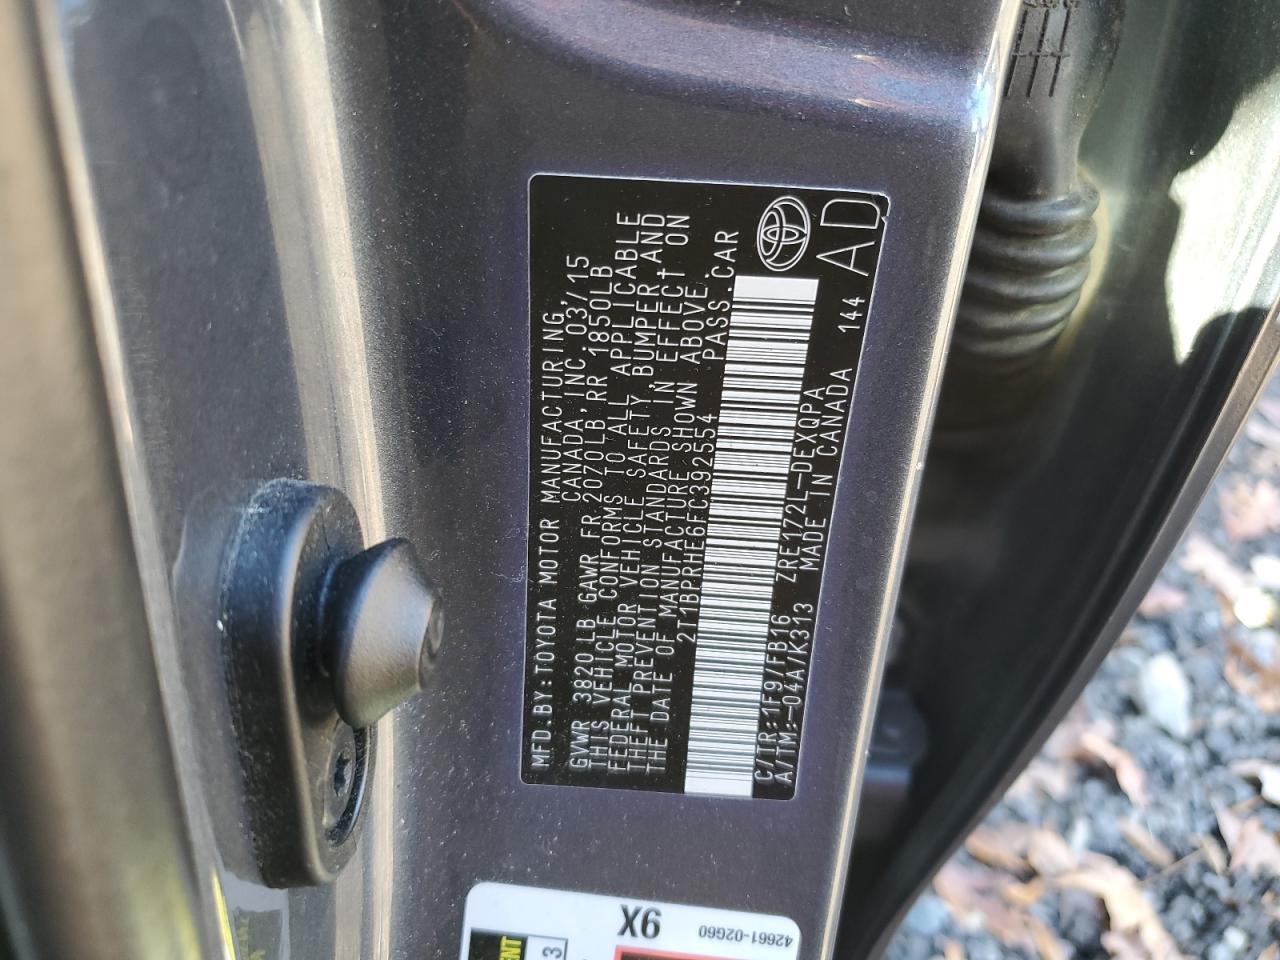 MFD.BY:TOYOTA MOTOR MANUFACTURING,
CANADA, INC. 03/15
GVWR 3820LB GAWR FR 2070LB,RR 1850LB
THIS VEHICLE CONFORMS TO ALL APPLICABLE
FEDERAL MOTOR VEHICLE SAFETY,BUMPER,AND
THEFT PREVENTION STANDARDS IN EFFECT ON
THE DATE OF MANUFACTURE SHOWN ABOVE.
2T1BPRHE6FC392554 PASS.CAR
C/TR:1F9/FB16 ZRE172L-DEXQPA
A/TM:-04A/K313 MADE IN CANADA 144
AD
9X
42661-02G60
3